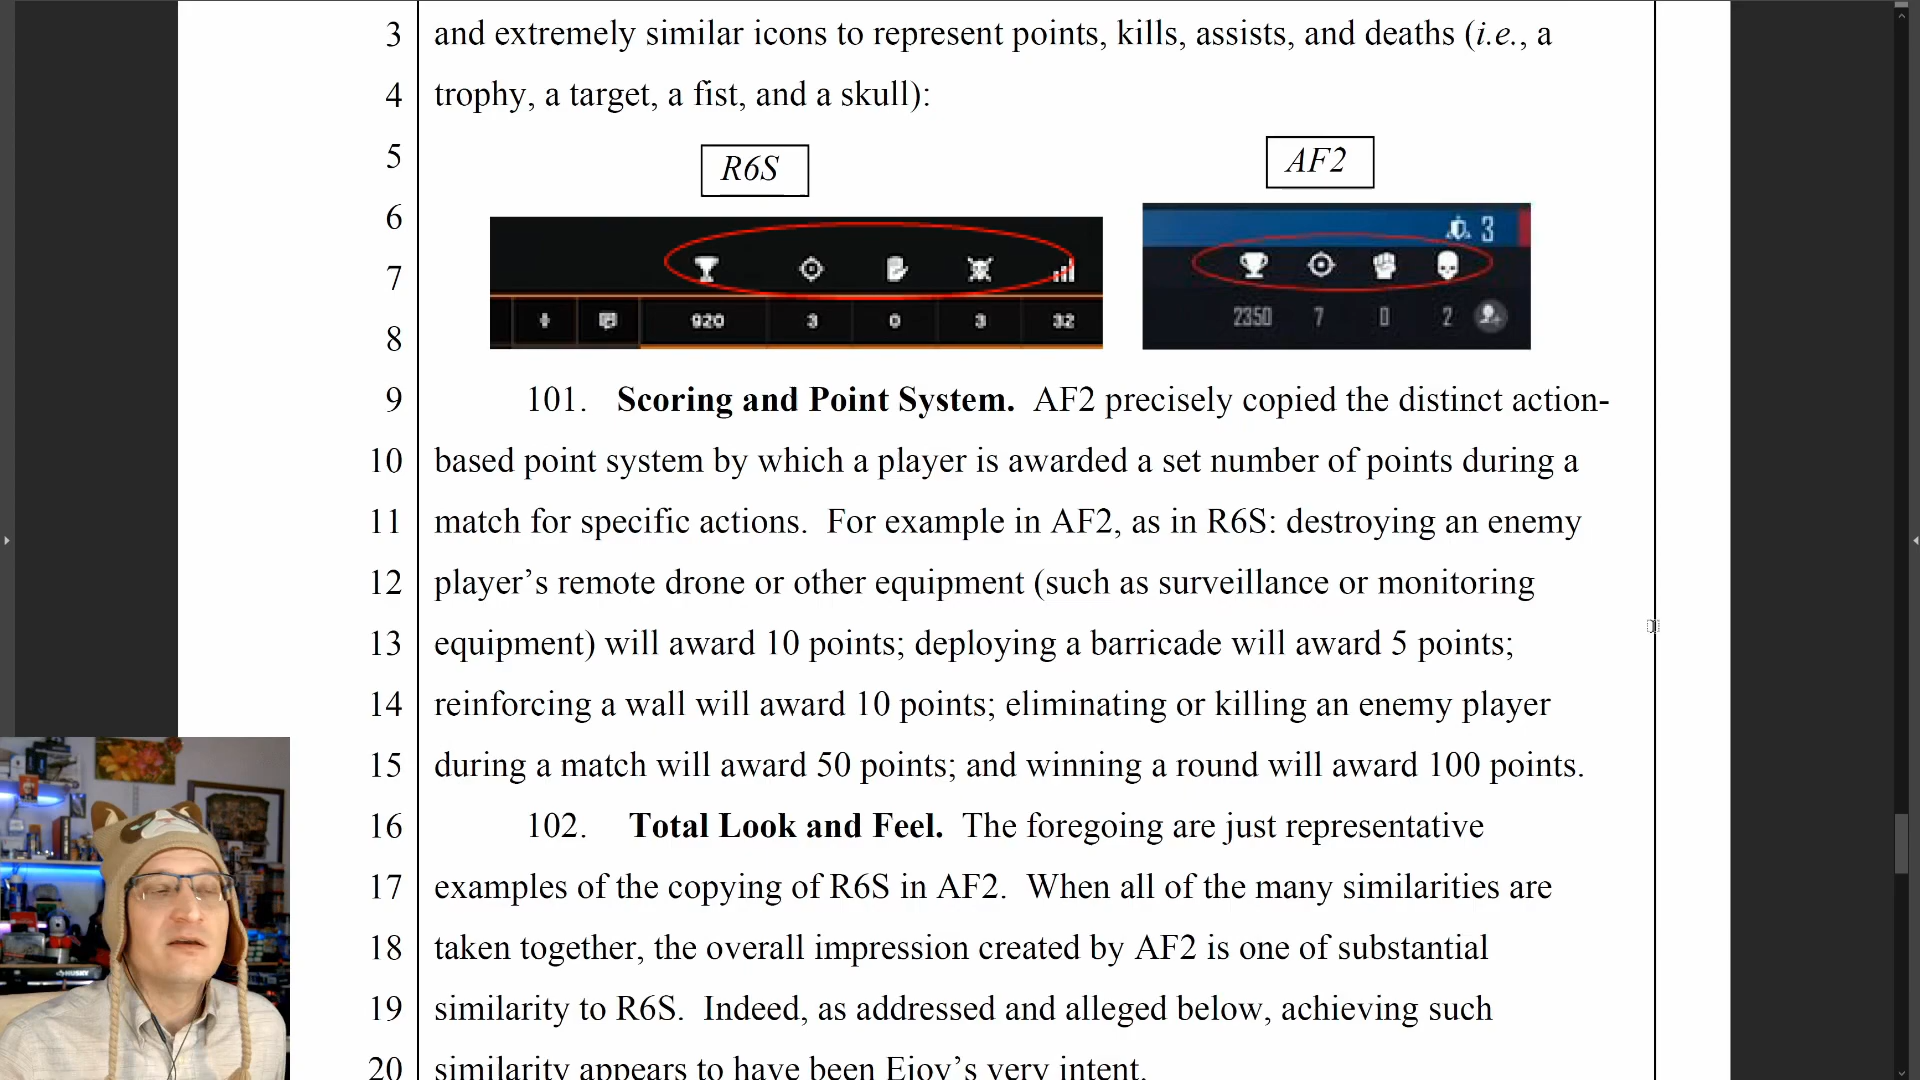 3 and extremely similar icons to represent points, kills, assists, and deaths (i.e., a
4 trophy, a target, a fist, and a skull):
5 R6S AF2
6 3
7
920 3 0 3 32 2350 7 0 2
8
9 101. Scoring and Point System. AF2 precisely copied the distinct action-
10 based point system by which a player is awarded a set number of points during a
11 match for specific actions. For example in AF2, as in R6S: destroying an enemy
12 player’s remote drone or other equipment (such as surveillance or monitoring
13 equipment) will award 10 points; deploying a barricade will award 5 points;
14 reinforcing a wall will award 10 points; eliminating or killing an enemy player
15 during a match will award 50 points; and winning a round will award 100 points.
16 102. Total Look and Feel. The foregoing are just representative
17 examples of the copying of R6S in AF2. When all of the many similarities are
18 taken together, the overall impression created by AF2 is one of substantial
19 similarity to R6S. Indeed, as addressed and alleged below, achieving such
20 similarity appears to have been Ejoy’s very intent.
HUSKY